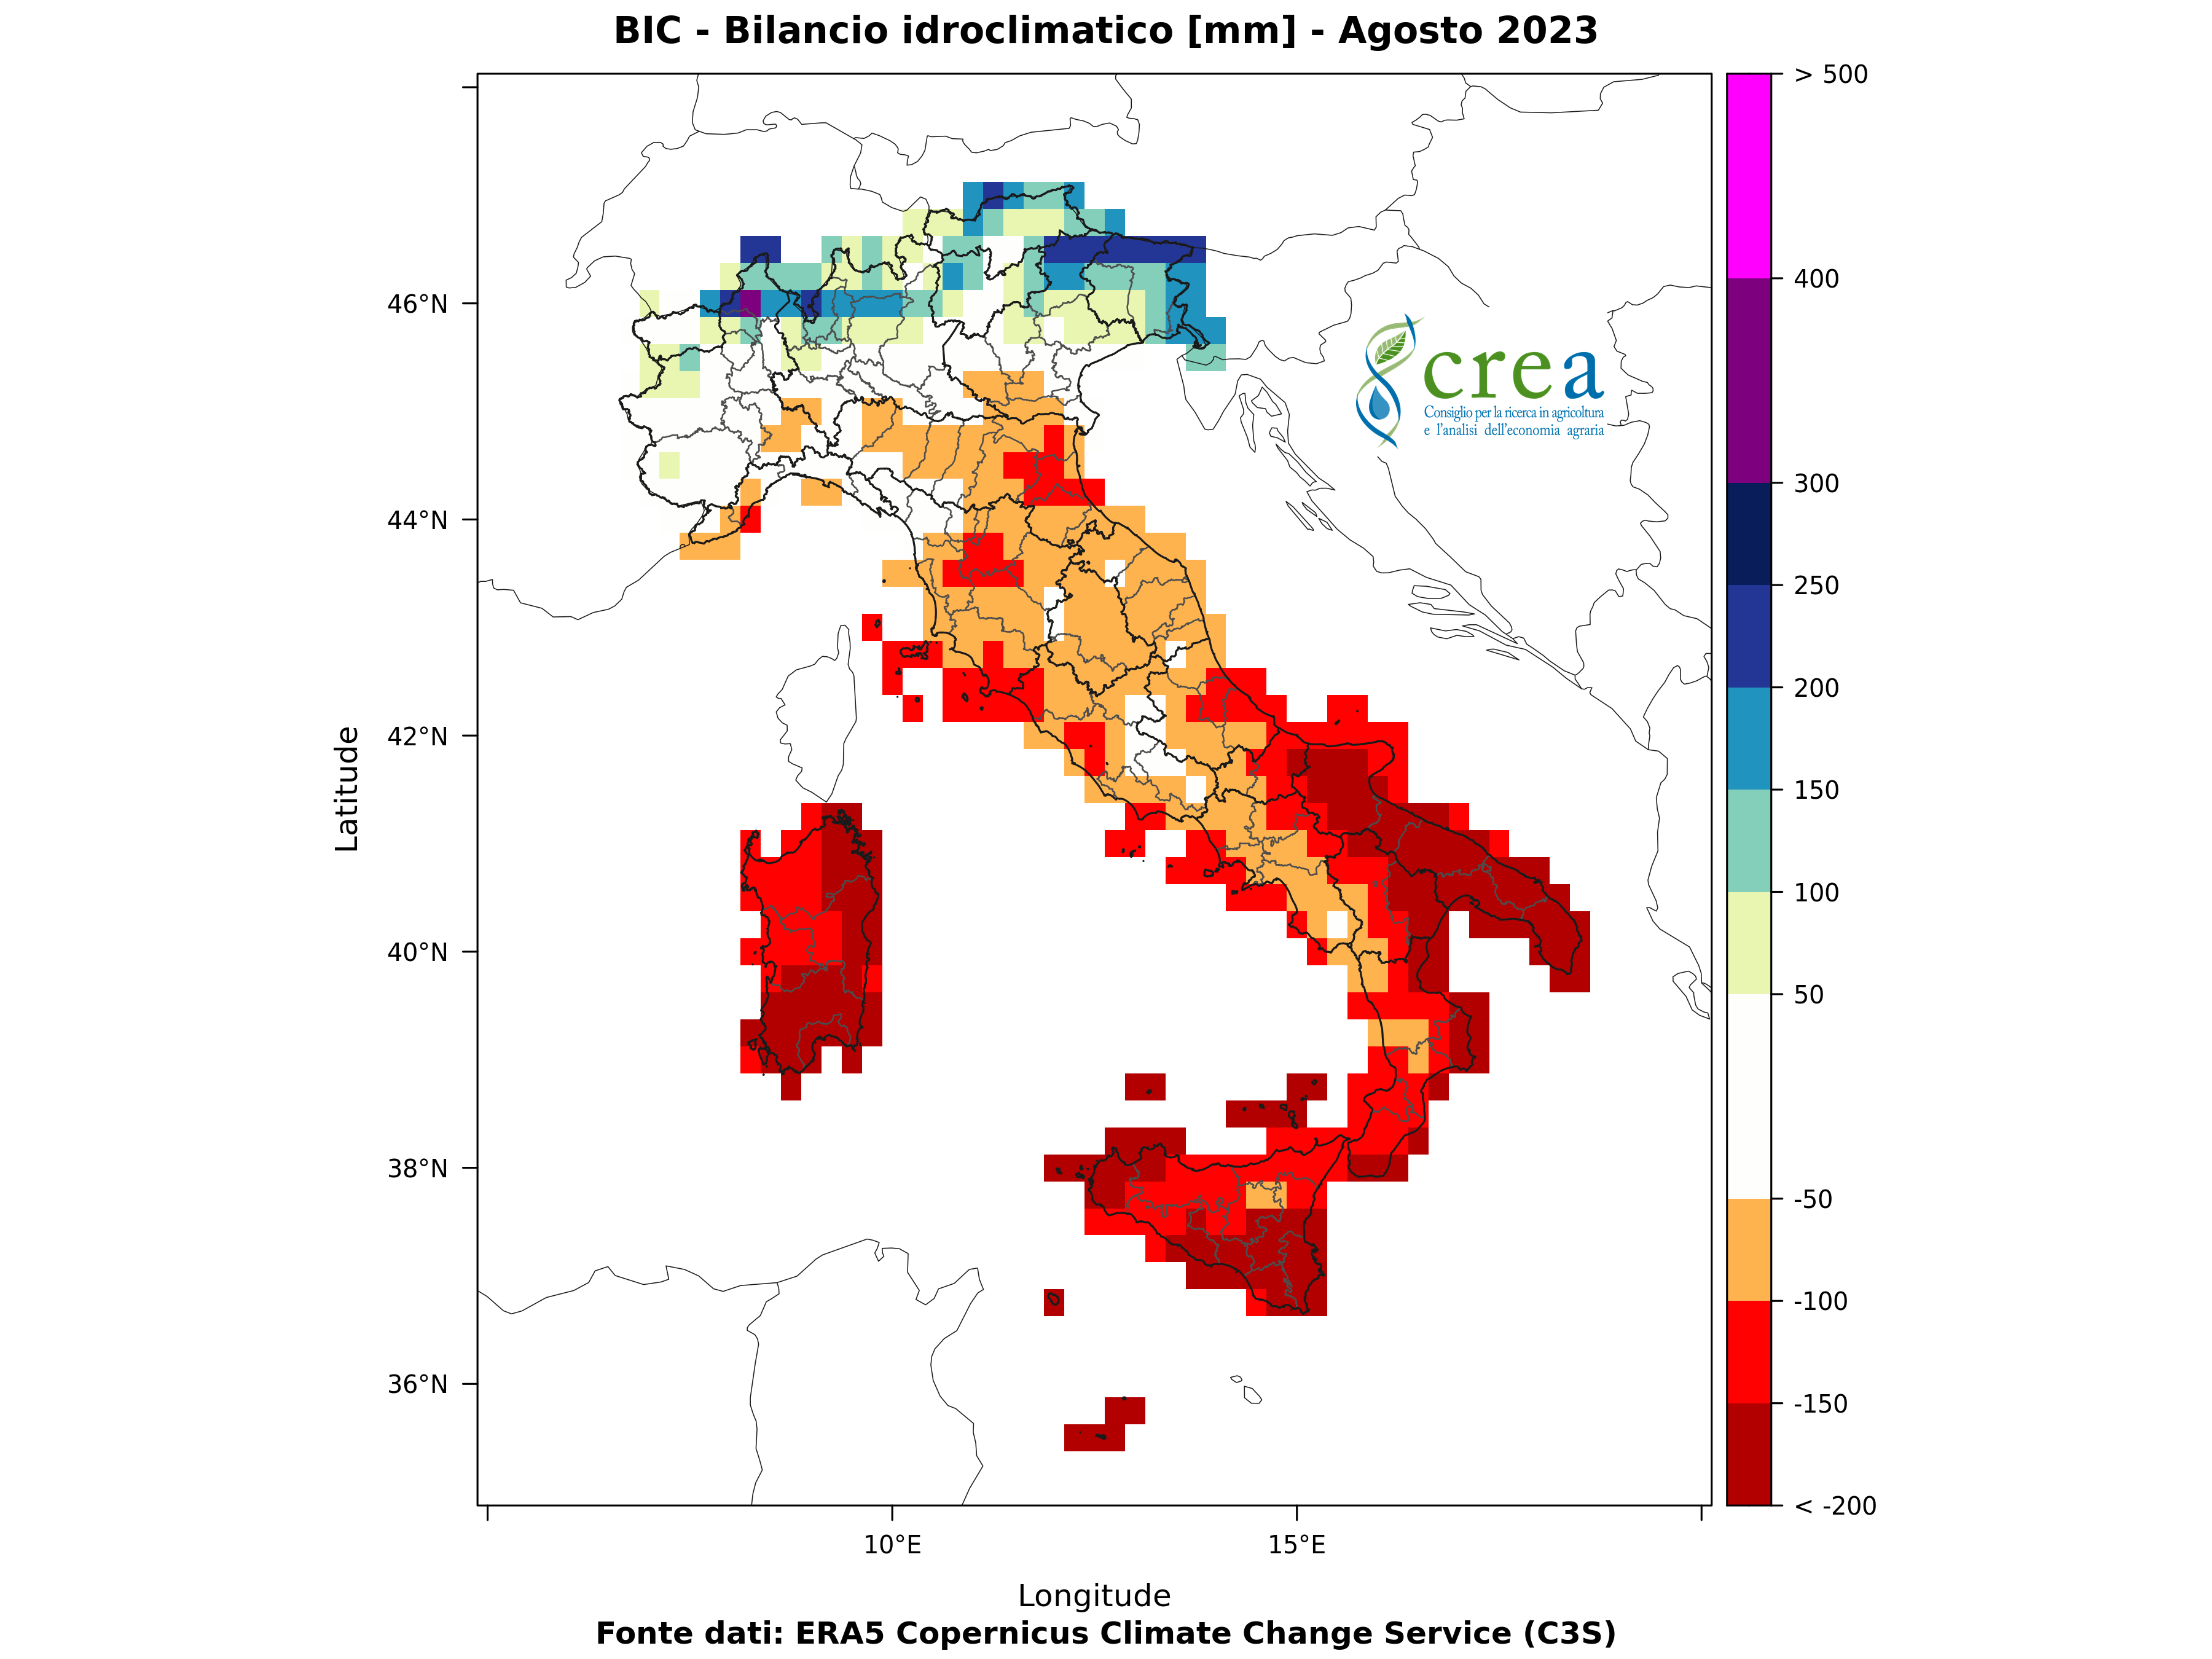 BIC - Bilancio idroclimatico [mm] - Agosto 2023
> 500
400
300
250
200
150
100
50
-50
-100
-150
< -200
46°N
44°N
42°N
40°N
38°N
36°N
Latitude
crea
Consiglio per la ricerca in agricoltura
e l'analisi dell'economia agraria
10°E
15°E
Longitude
Fonte dati: ERA5 Copernicus Climate Change Service (C3S)